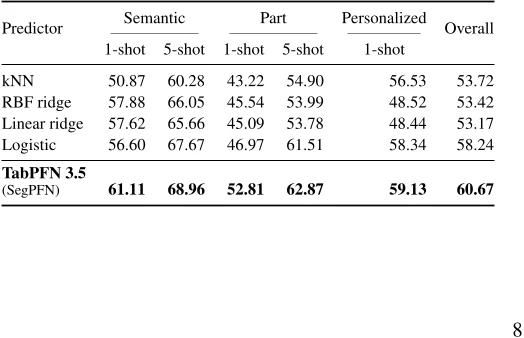 Predictor Semantic Part Personalized Overall
1-shot 5-shot 1-shot 5-shot 1-shot
kNN 50.87 60.28 43.22 54.90 56.53 53.72
RBF ridge 57.88 66.05 45.54 53.99 48.52 53.42
Linear ridge 57.62 65.66 45.09 53.78 48.44 53.17
Logistic 56.60 67.67 46.97 61.51 58.34 58.24
TabPFN 3.5
(SegPFN) 61.11 68.96 52.81 62.87 59.13 60.67
8